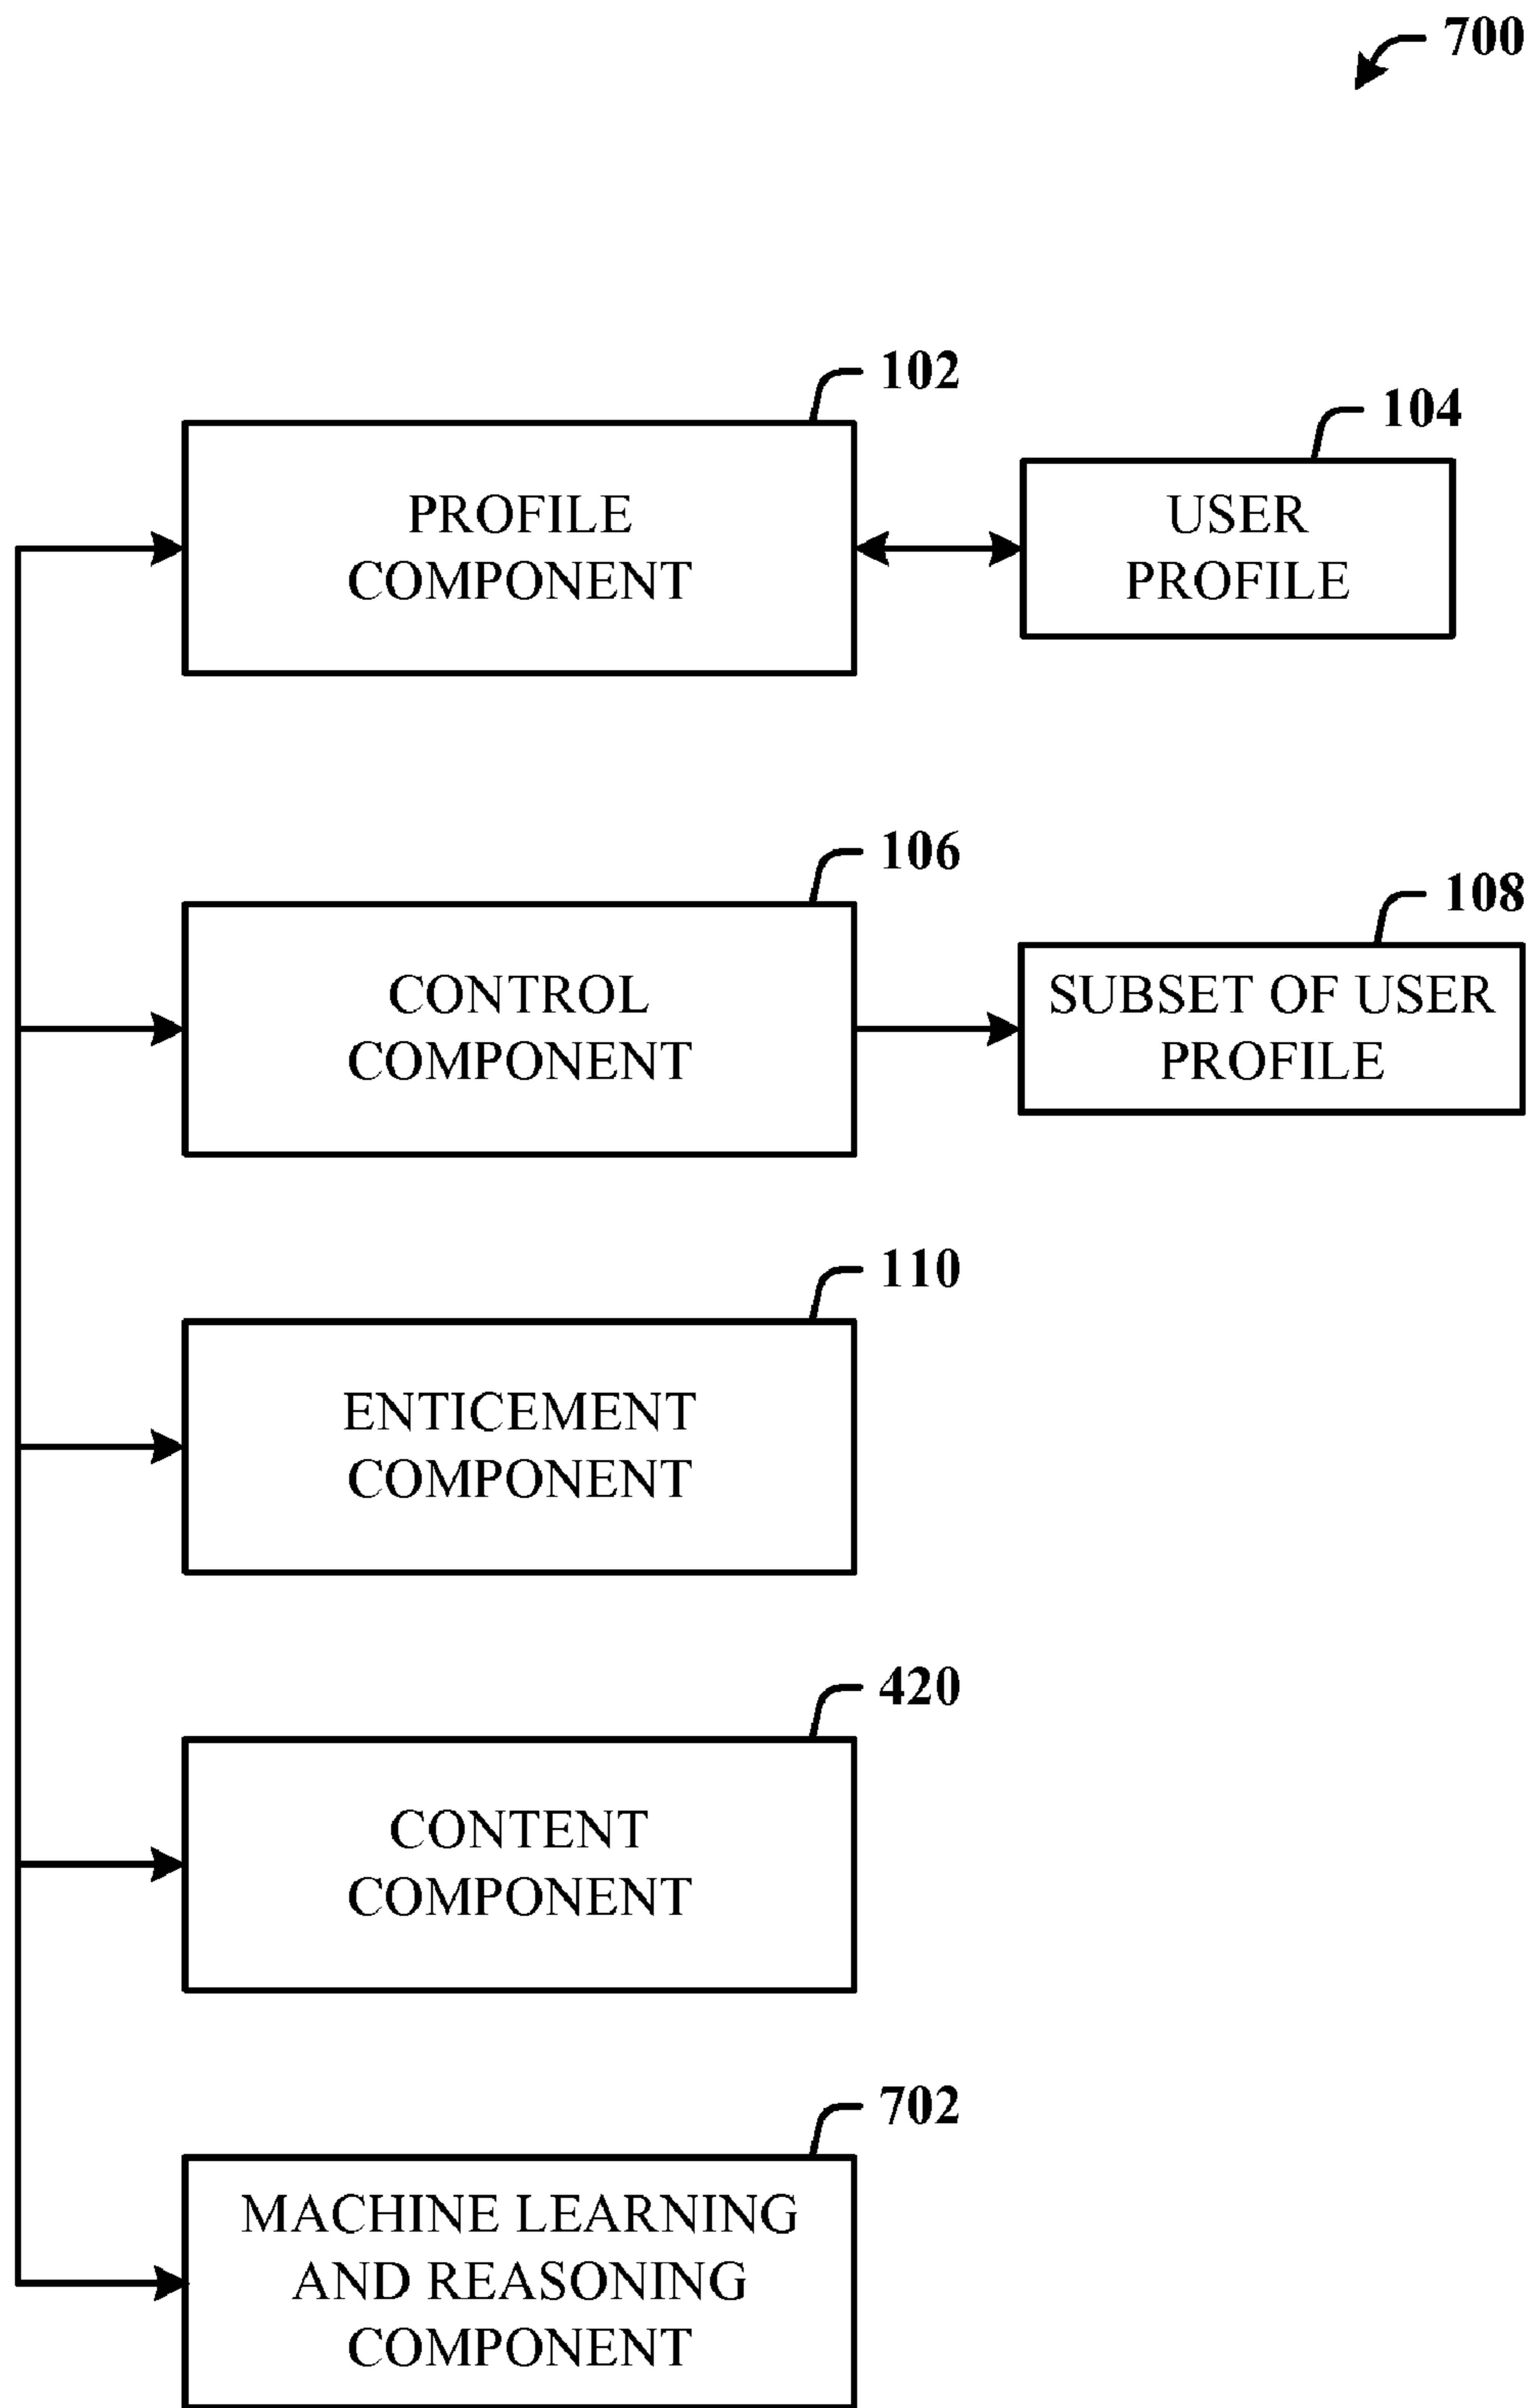 700
102
PROFILE
COMPONENT
104
USER
PROFILE
106
CONTROL
COMPONENT
108
SUBSET OF USER
PROFILE
110
ENTICEMENT
COMPONENT
420
CONTENT
COMPONENT
702
MACHINE LEARNING
AND REASONING
COMPONENT